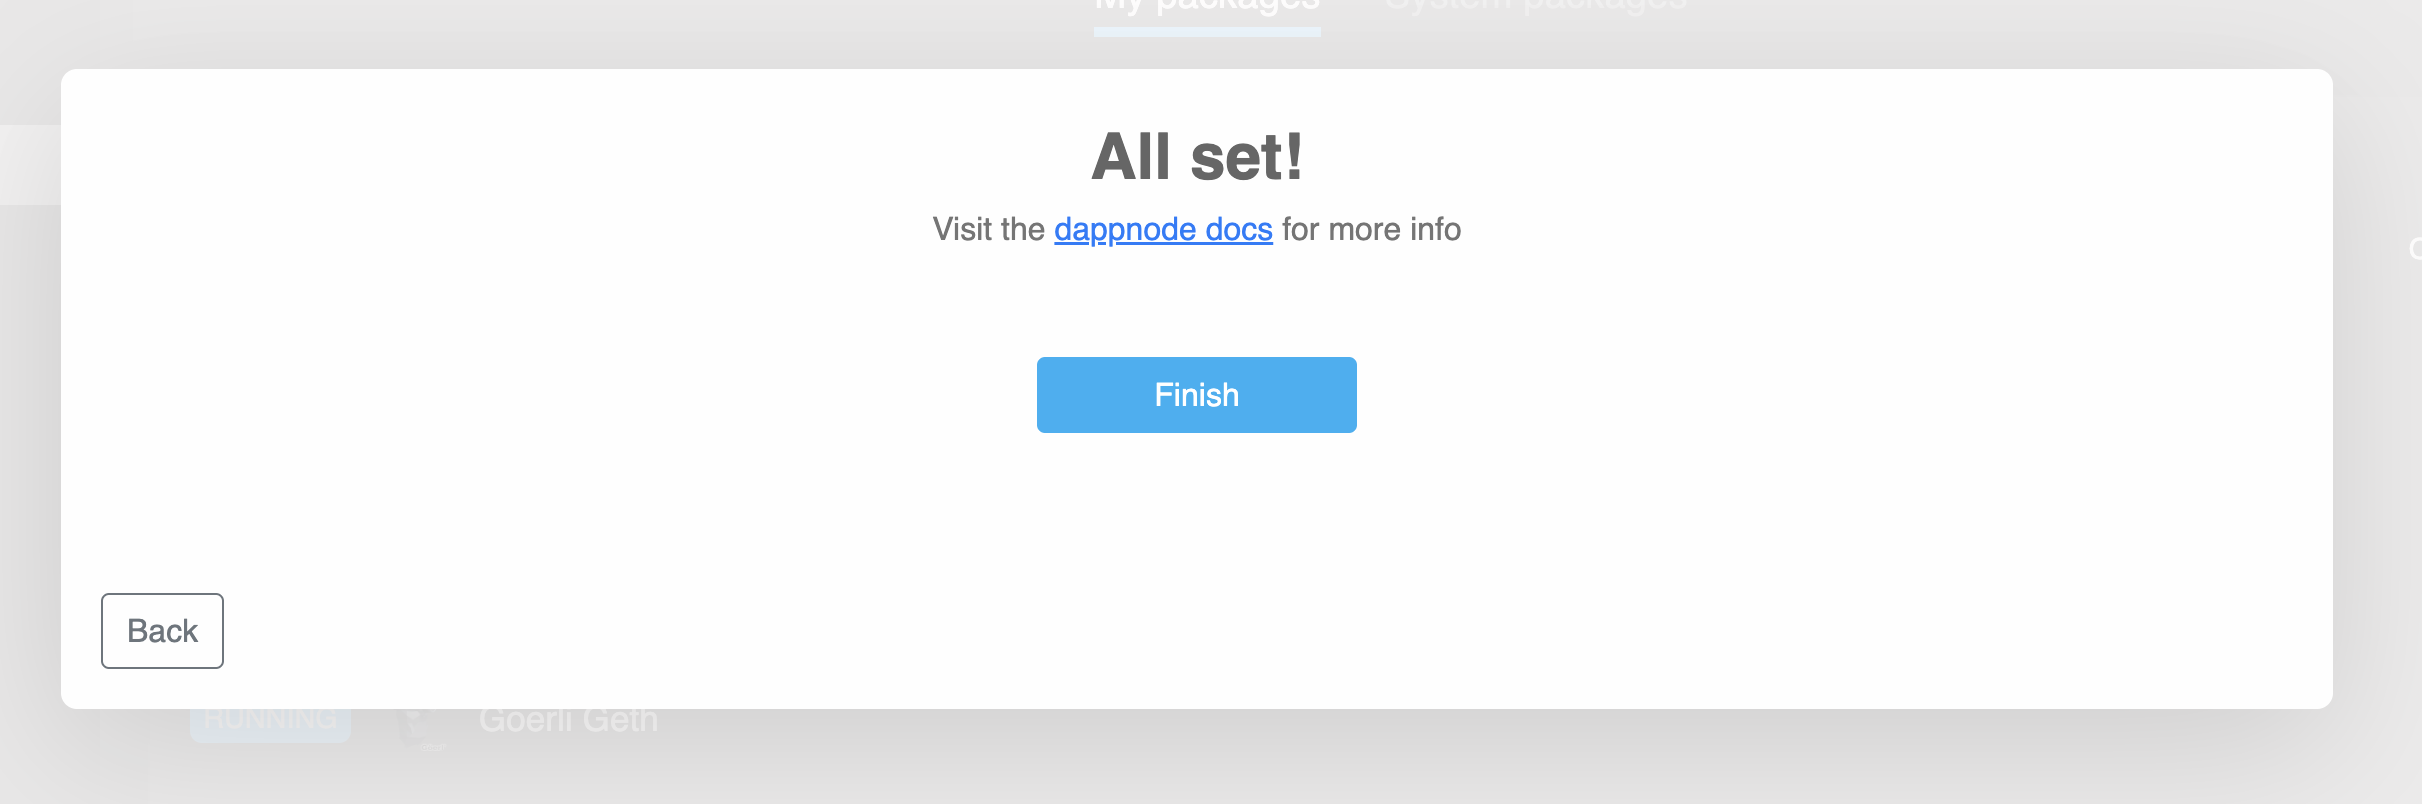 My packages System packages
All set!
Visit the dappnode docs for more info
Finish
Back
RUNNING Goerli Geth